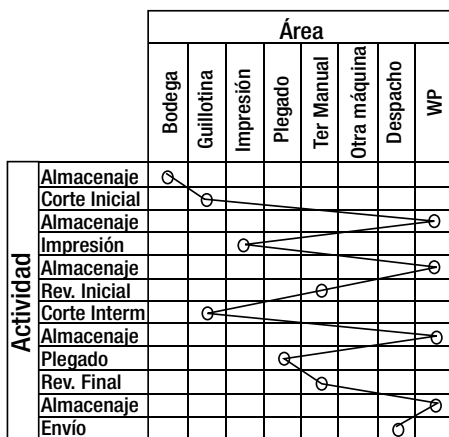 Área
Bodega
Guillotina
Impresión
Plegado
Ter Manual
Otra máquina
Despacho
WP
Actividad
Almacenaje
Corte Inicial
Almacenaje
Impresión
Almacenaje
Rev. Inicial
Corte Interm
Almacenaje
Plegado
Rev. Final
Almacenaje
Envío